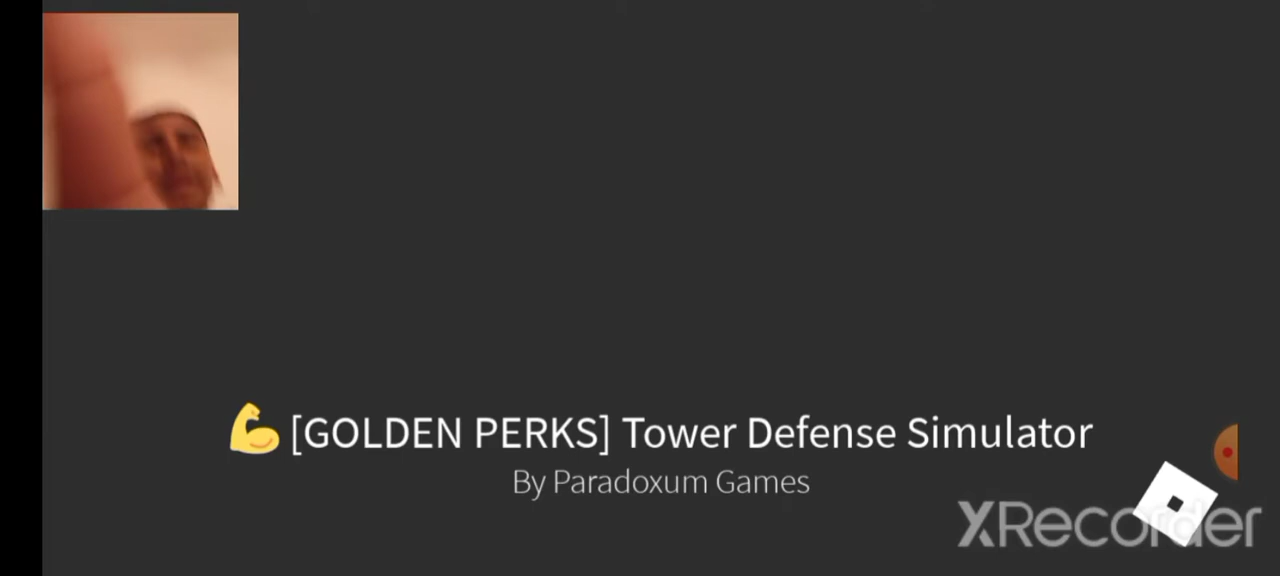 💪 [GOLDEN PERKS] Tower Defense Simulator
By Paradoxum Games
XRecorder